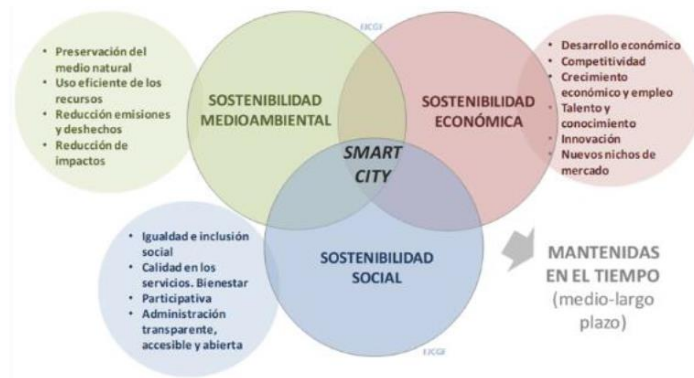 • Preservación del
medio natural
• Uso eficiente de los
recursos
• Reducción emisiones
y deshechos
• Reducción de
impactos
SOSTENIBILIDAD
MEDIOAMBIENTAL
SOSTENIBILIDAD
ECONÓMICA
• Desarrollo económico
• Competitividad
• Crecimiento
económico y empleo
• Talento y
conocimiento
• Innovación
• Nuevos nichos de
mercado
SMART
CITY
• Igualdad e inclusión
social
• Calidad en los
servicios. Bienestar
• Participativa
• Administración
transparente,
accesible y abierta
SOSTENIBILIDAD
SOCIAL
MANTENIDAS
EN EL TIEMPO
(medio-largo
plazo)